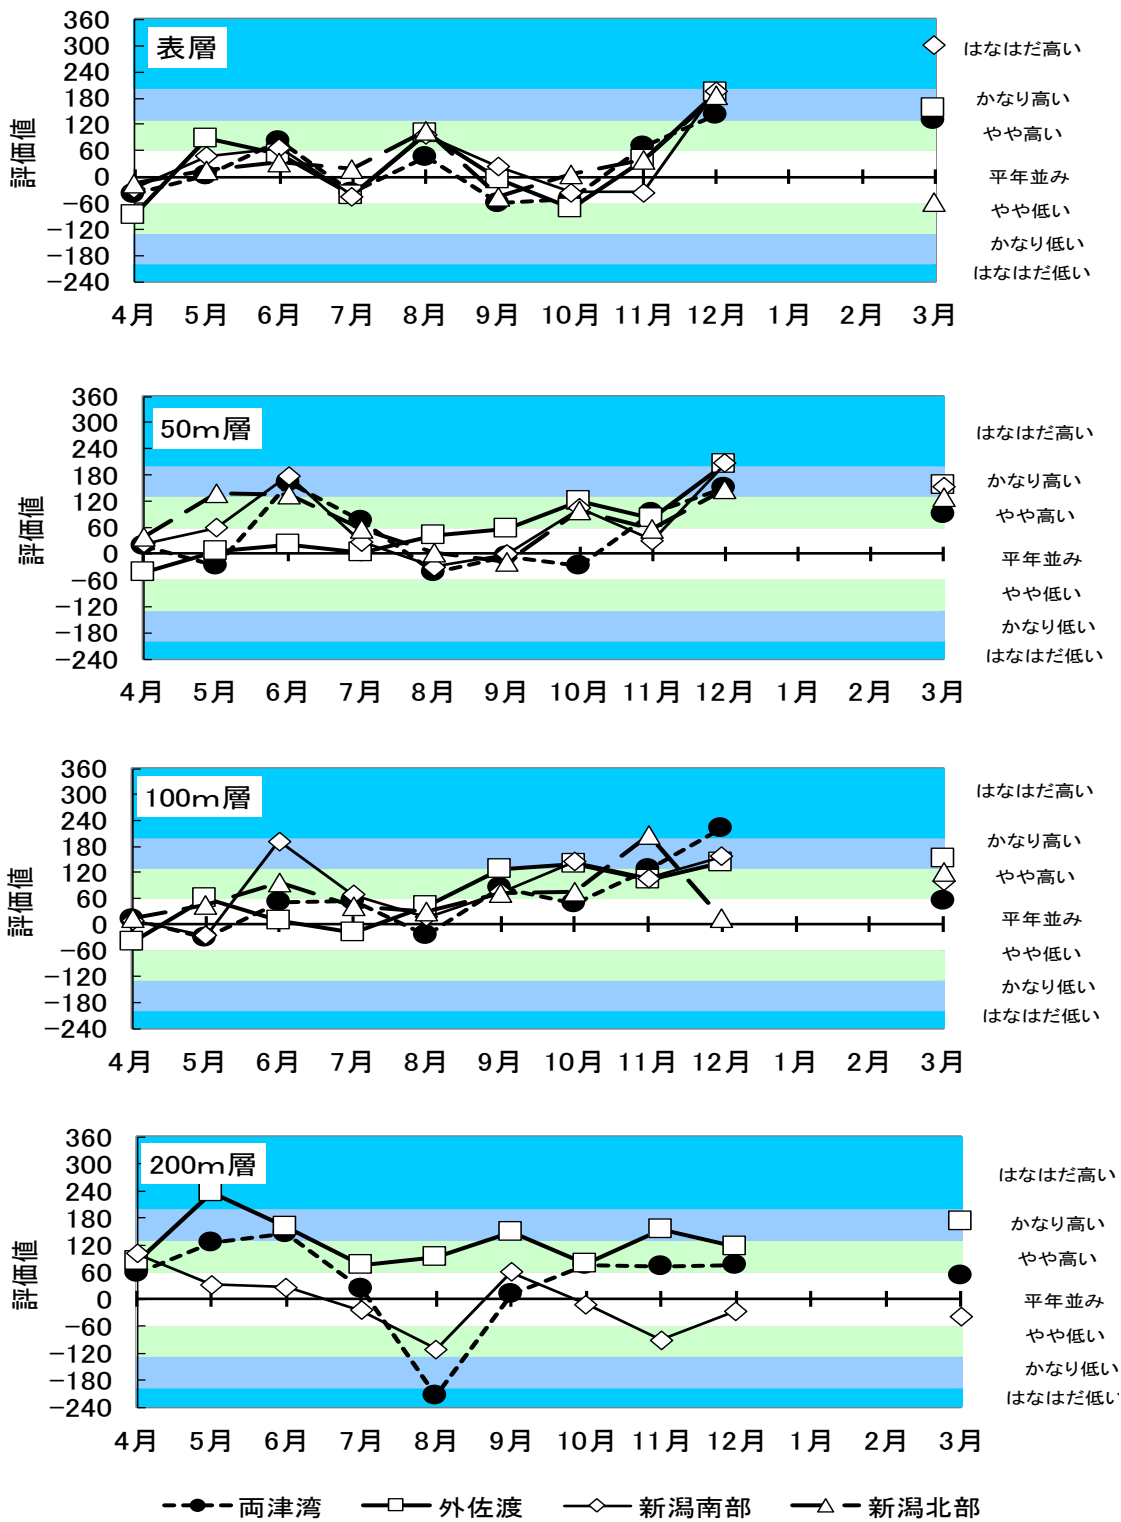 表層
評価値
360
300
240
180
120
60
0
-60
-120
-180
-240
はなはだ高い
かなり高い
やや高い
平年並み
やや低い
かなり低い
はなはだ低い
4月 5月 6月 7月 8月 9月 10月 11月 12月 1月 2月 3月
50m層
評価値
360
300
240
180
120
60
0
-60
-120
-180
-240
はなはだ高い
かなり高い
やや高い
平年並み
やや低い
かなり低い
はなはだ低い
4月 5月 6月 7月 8月 9月 10月 11月 12月 1月 2月 3月
100m層
評価値
360
300
240
180
120
60
0
-60
-120
-180
-240
はなはだ高い
かなり高い
やや高い
平年並み
やや低い
かなり低い
はなはだ低い
4月 5月 6月 7月 8月 9月 10月 11月 12月 1月 2月 3月
200m層
評価値
360
300
240
180
120
60
0
-60
-120
-180
-240
はなはだ高い
かなり高い
やや高い
平年並み
やや低い
かなり低い
はなはだ低い
4月 5月 6月 7月 8月 9月 10月 11月 12月 1月 2月 3月
両津湾 外佐渡 新潟南部 新潟北部